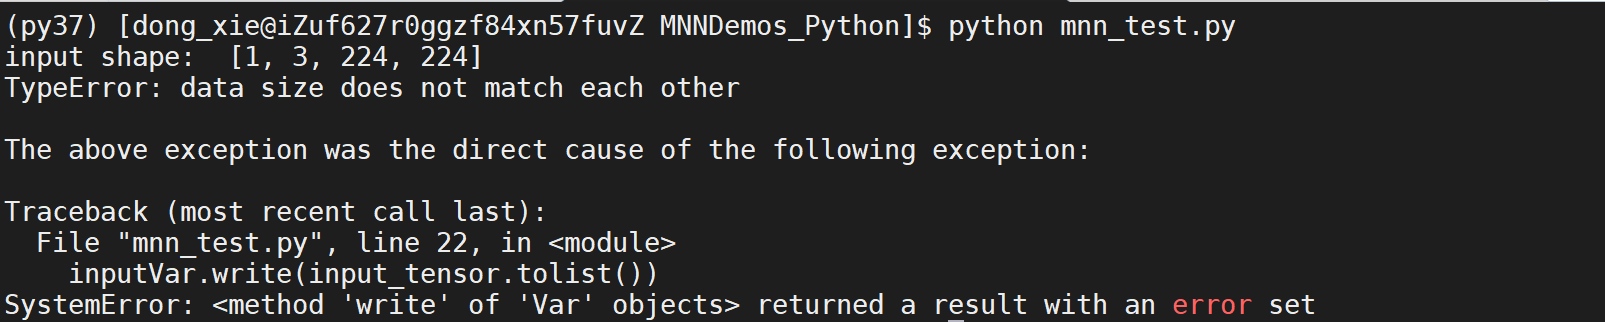 (py37) [dong_xie@iZuf627r0ggzf84xn57fuvZ MNNDemos_Python]$ python mnn_test.py
input shape:  [1, 3, 224, 224]
TypeError: data size does not match each other
The above exception was the direct cause of the following exception:
Traceback (most recent call last):
  File "mnn_test.py", line 22, in <module>
    inputVar.write(input_tensor.tolist())
SystemError: <method 'write' of 'Var' objects> returned a result with an error set